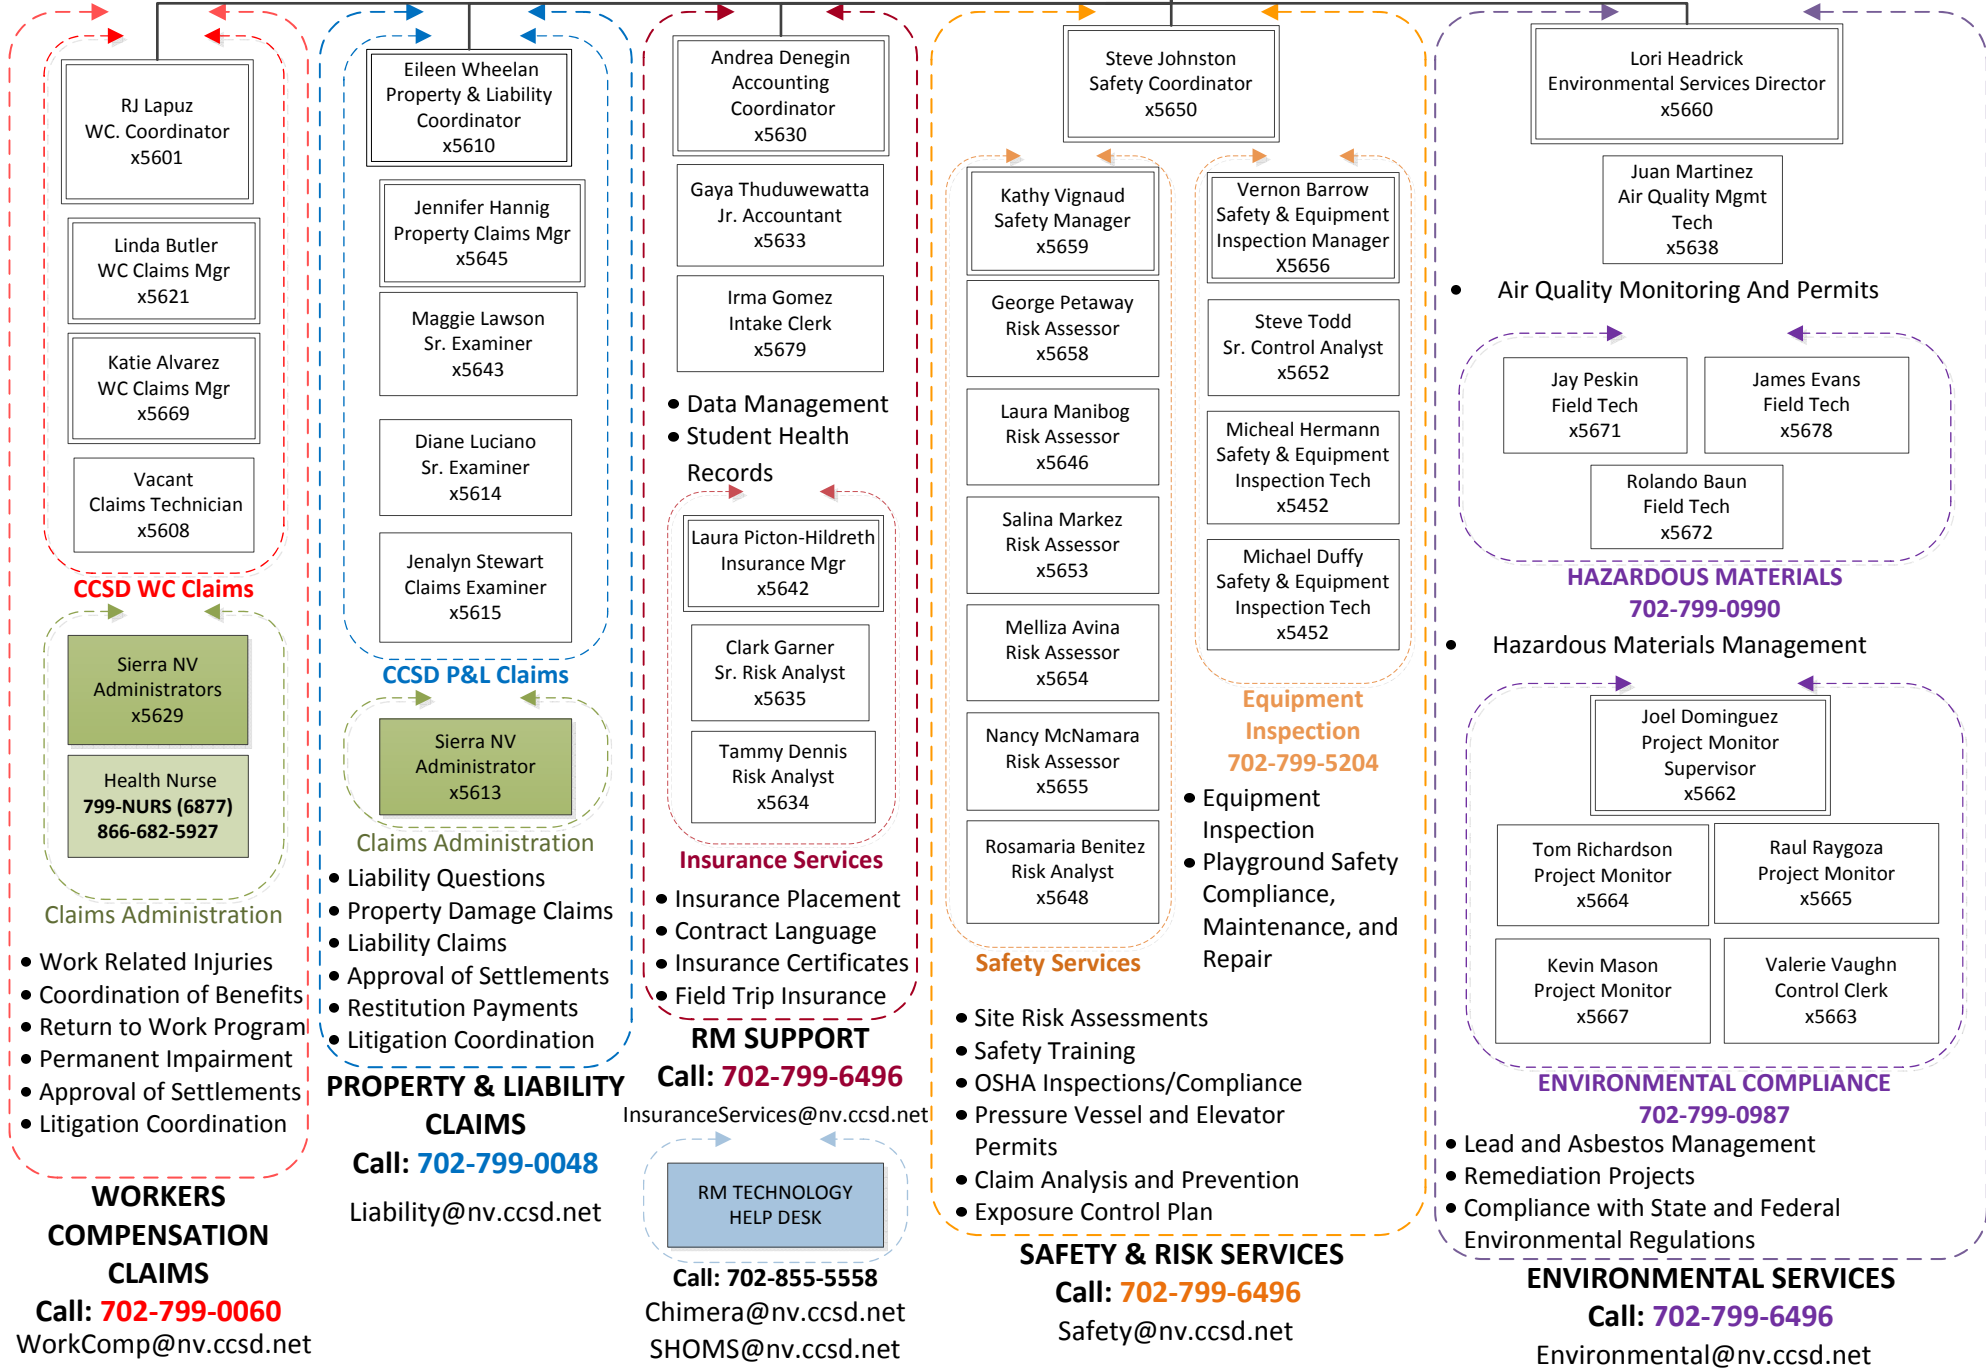 RJ Lapuz
WC. Coordinator
x5601
Linda Butler
WC Claims Mgr
x5621
Katie Alvarez
WC Claims Mgr
x5669
Vacant
Claims Technician
x5608
CCSD WC Claims
Sierra NV
Administrators
x5629
Health Nurse
799-NURS (6877)
866-682-5927
Claims Administration
• Work Related Injuries
• Coordination of Benefits
• Return to Work Program
• Permanent Impairment
• Approval of Settlements
• Litigation Coordination
WORKERS
COMPENSATION
CLAIMS
Call: 702-799-0060
WorkComp@nv.ccsd.net
Eileen Wheelan
Property & Liability
Coordinator
x5610
Jennifer Hannig
Property Claims Mgr
x5645
Maggie Lawson
Sr. Examiner
x5643
Diane Luciano
Sr. Examiner
x5614
Jenalyn Stewart
Claims Examiner
x5615
CCSD P&L Claims
Sierra NV
Administrator
x5613
Claims Administration
• Liability Questions
• Property Damage Claims
• Liability Claims
• Approval of Settlements
• Restitution Payments
• Litigation Coordination
PROPERTY & LIABILITY
CLAIMS
Call: 702-799-0048
Liability@nv.ccsd.net
Andrea Denegin
Accounting
Coordinator
x5630
Gaya Thuduwewatta
Jr. Accountant
x5633
Irma Gomez
Intake Clerk
x5679
• Data Management
• Student Health
Records
Laura Picton-Hildreth
Insurance Mgr
x5642
Clark Garner
Sr. Risk Analyst
x5635
Tammy Dennis
Risk Analyst
x5634
Insurance Services
• Insurance Placement
• Contract Language
• Insurance Certificates
• Field Trip Insurance
RM SUPPORT
Call: 702-799-6496
InsuranceServices@nv.ccsd.net
RM TECHNOLOGY
HELP DESK
Call: 702-855-5558
Chimera@nv.ccsd.net
SHOMS@nv.ccsd.net
Steve Johnston
Safety Coordinator
x5650
Kathy Vignaud
Safety Manager
x5659
George Petaway
Risk Assessor
x5658
Laura Manibog
Risk Assessor
x5646
Salina Markez
Risk Assessor
x5653
Melliza Avina
Risk Assessor
x5654
Nancy McNamara
Risk Assessor
x5655
Rosamaria Benitez
Risk Analyst
x5648
Safety Services
Vernon Barrow
Safety & Equipment
Inspection Manager
X5656
Steve Todd
Sr. Control Analyst
x5652
Micheal Hermann
Safety & Equipment
Inspection Tech
x5452
Michael Duffy
Safety & Equipment
Inspection Tech
x5452
Equipment
Inspection
702-799-5204
• Equipment
Inspection
• Playground Safety
Compliance,
Maintenance, and
Repair
• Site Risk Assessments
• Safety Training
• OSHA Inspections/Compliance
• Pressure Vessel and Elevator
Permits
• Claim Analysis and Prevention
• Exposure Control Plan
SAFETY & RISK SERVICES
Call: 702-799-6496
Safety@nv.ccsd.net
Lori Headrick
Environmental Services Director
x5660
Juan Martinez
Air Quality Mgmt
Tech
x5638
• Air Quality Monitoring And Permits
Jay Peskin
Field Tech
x5671
James Evans
Field Tech
x5678
Rolando Baun
Field Tech
x5672
HAZARDOUS MATERIALS
702-799-0990
• Hazardous Materials Management
Joel Dominguez
Project Monitor
Supervisor
x5662
Tom Richardson
Project Monitor
x5664
Raul Raygoza
Project Monitor
x5665
Kevin Mason
Project Monitor
x5667
Valerie Vaughn
Control Clerk
x5663
ENVIRONMENTAL COMPLIANCE
702-799-0987
• Lead and Asbestos Management
• Remediation Projects
• Compliance with State and Federal
Environmental Regulations
ENVIRONMENTAL SERVICES
Call: 702-799-6496
Environmental@nv.ccsd.net